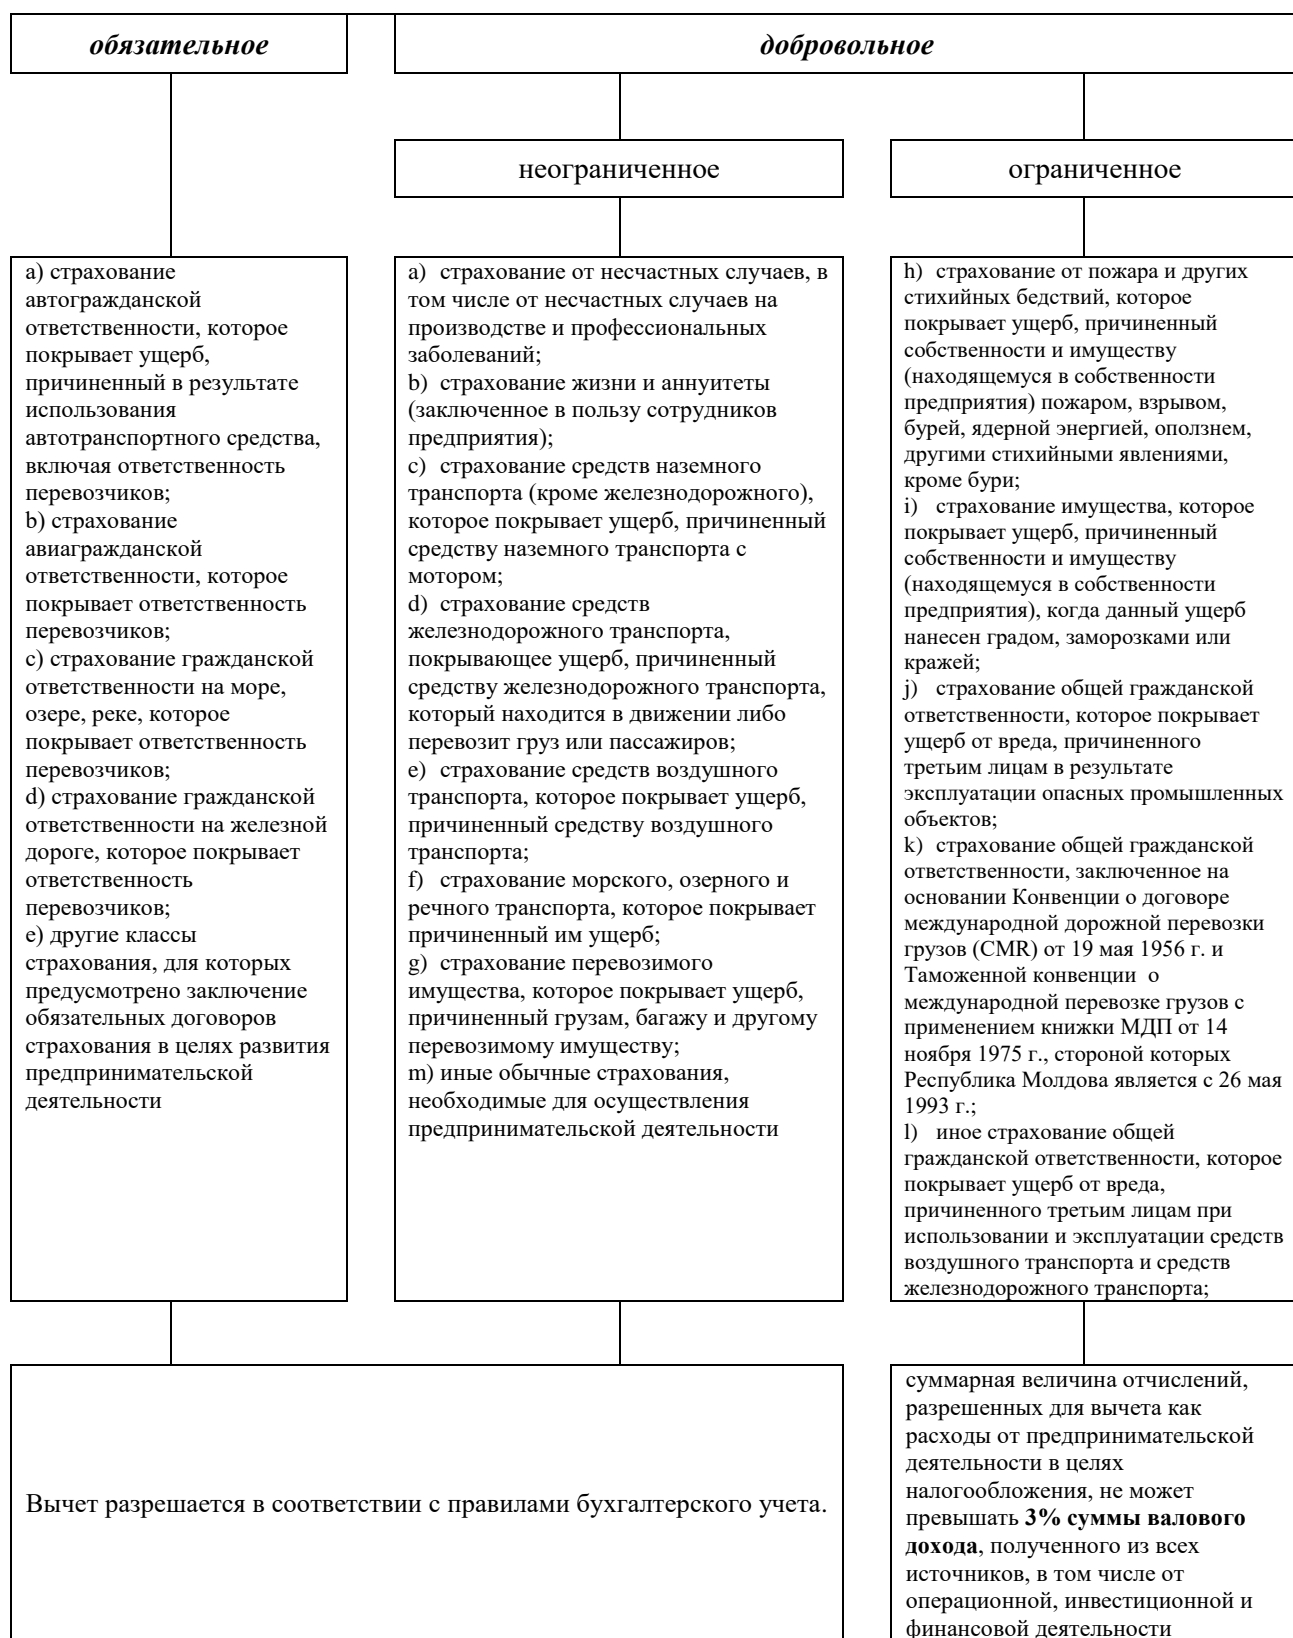 обязательное
добровольное
неограниченное
ограниченное
a) страхование
автогражданской
ответственности, которое
покрывает ущерб,
причиненный в результате
использования
автотранспортного средства,
включая ответственность
перевозчиков;
b) страхование
авиагражданской
ответственности, которое
покрывает ответственность
перевозчиков;
c) страхование гражданской
ответственности на море,
озере, реке, которое
покрывает ответственность
перевозчиков;
d) страхование гражданской
ответственности на железной
дороге, которое покрывает
ответственность
перевозчиков;
e) другие классы
страхования, для которых
предусмотрено заключение
обязательных договоров
страхования в целях развития
предпринимательской
деятельности
a) страхование от несчастных случаев, в
том числе от несчастных случаев на
производстве и профессиональных
заболеваний;
b) страхование жизни и аннуитеты
(заключенное в пользу сотрудников
предприятия);
c) страхование средств наземного
транспорта (кроме железнодорожного),
которое покрывает ущерб, причиненный
средству наземного транспорта с
мотором;
d) страхование средств
железнодорожного транспорта,
покрывающее ущерб, причиненный
средству железнодорожного транспорта,
который находится в движении либо
перевозит груз или пассажиров;
e) страхование средств воздушного
транспорта, которое покрывает ущерб,
причиненный средству воздушного
транспорта;
f) страхование морского, озерного и
речного транспорта, которое покрывает
причиненный им ущерб;
g) страхование перевозимого
имущества, которое покрывает ущерб,
причиненный грузам, багажу и другому
перевозимому имуществу;
m) иные обычные страхования,
необходимые для осуществления
предпринимательской деятельности
h) страхование от пожара и других
стихийных бедствий, которое
покрывает ущерб, причиненный
собственности и имуществу
(находящемуся в собственности
предприятия) пожаром, взрывом,
бурей, ядерной энергией, оползнем,
другими стихийными явлениями,
кроме бури;
i) страхование имущества, которое
покрывает ущерб, причиненный
собственности и имуществу
(находящемуся в собственности
предприятия), когда данный ущерб
нанесен градом, заморозками или
кражей;
j) страхование общей гражданской
ответственности, которое покрывает
ущерб от вреда, причиненного
третьим лицам в результате
эксплуатации опасных промышленных
объектов;
k) страхование общей гражданской
ответственности, заключенное на
основании Конвенции о договоре
международной дорожной перевозки
грузов (CMR) от 19 мая 1956 г. и
Таможенной конвенции о
международной перевозке грузов с
применением книжки МДП от 14
ноября 1975 г., стороной которых
Республика Молдова является с 26 мая
1993 г.;
l) иное страхование общей
гражданской ответственности, которое
покрывает ущерб от вреда,
причиненного третьим лицам при
использовании и эксплуатации средств
воздушного транспорта и средств
железнодорожного транспорта;
Вычет разрешается в соответствии с правилами бухгалтерского учета.
суммарная величина отчислений,
разрешенных для вычета как
расходы от предпринимательской
деятельности в целях
налогообложения, не может
превышать 3% суммы валового
дохода, полученного из всех
источников, в том числе от
операционной, инвестиционной и
финансовой деятельности